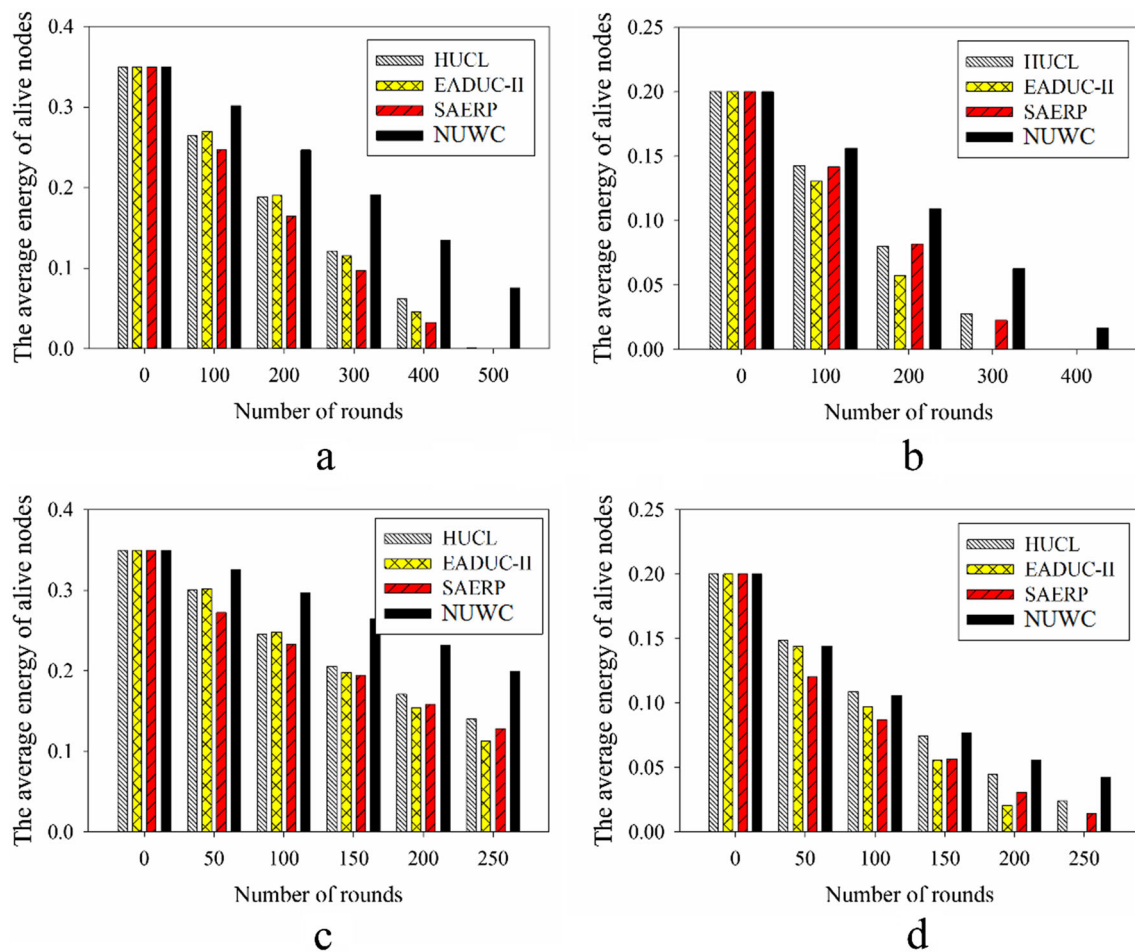 The average energy of alive nodes
0.4
0.3
0.2
0.1
0.0
HUCL
EADUC-II
SAERP
NUWC
0 100 200 300 400 500
Number of rounds
a
The average energy of alive nodes
0.25
0.20
0.15
0.10
0.05
0.00
HUCL
EADUC-II
SAERP
NUWC
0 100 200 300 400
Number of rounds
b
The average energy of alive nodes
0.4
0.3
0.2
0.1
0.0
HUCL
EADUC-II
SAERP
NUWC
0 50 100 150 200 250
Number of rounds
c
The average energy of alive nodes
0.25
0.20
0.15
0.10
0.05
0.00
HUCL
EADUC-II
SAERP
NUWC
0 50 100 150 200 250
Number of rounds
d